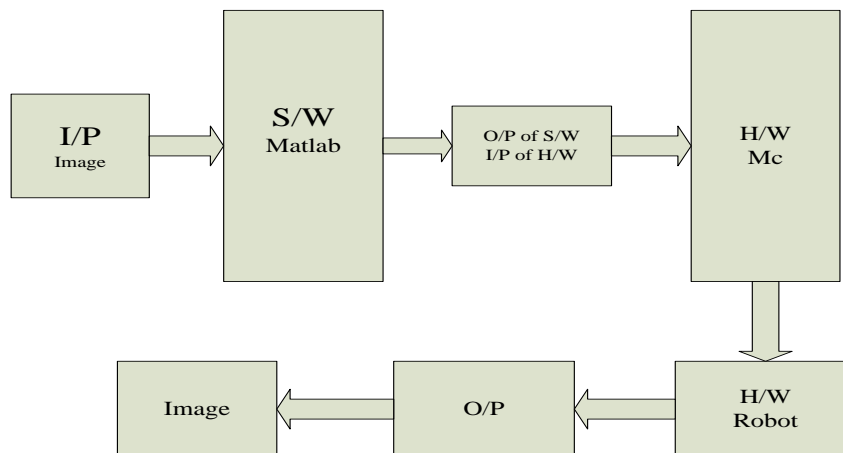 I/P
Image
S/W
Matlab
O/P of S/W
I/P of H/W
H/W
Mc
H/W
Robot
O/P
Image